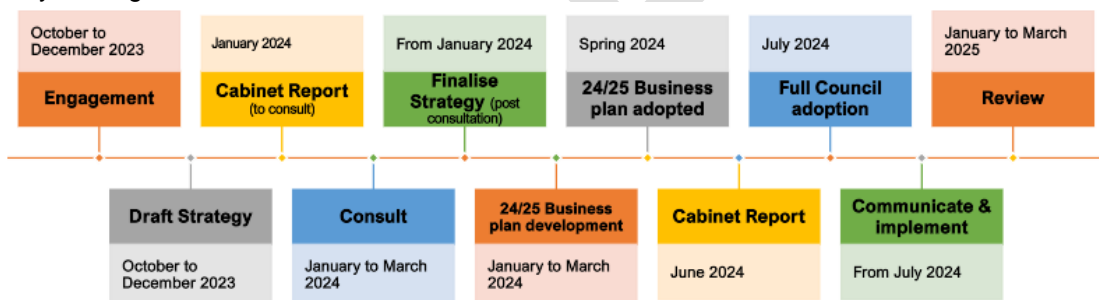 October to
December 2023
Engagement
January 2024
Cabinet Report
(to consult)
From January 2024
Finalise
Strategy (post
consultation)
Spring 2024
24/25 Business
plan adopted
July 2024
Full Council
adoption
January to March
2025
Review
Draft Strategy
October to
December 2023
Consult
January to March
2024
24/25 Business
plan development
January to March
2024
Cabinet Report
June 2024
Communicate &
implement
From July 2024